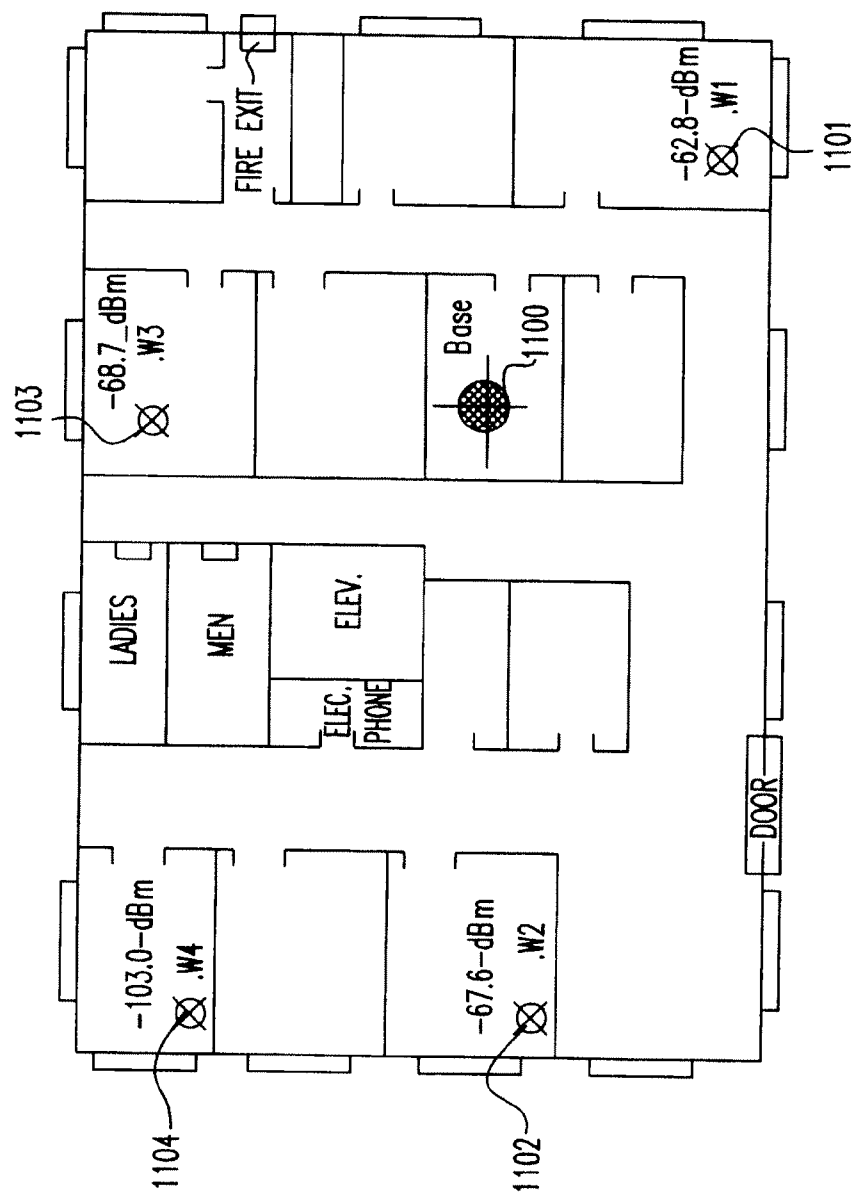 1103
-68.7_dBm
.W3
LADIES
1104
-103.0-dBm
.W4
MEN
FIRE EXIT
ELEC.
PHONE
ELEV.
Base
1100
1102
-67.6-dBm
.W2
-62.8-dBm
.W1
DOOR
1101